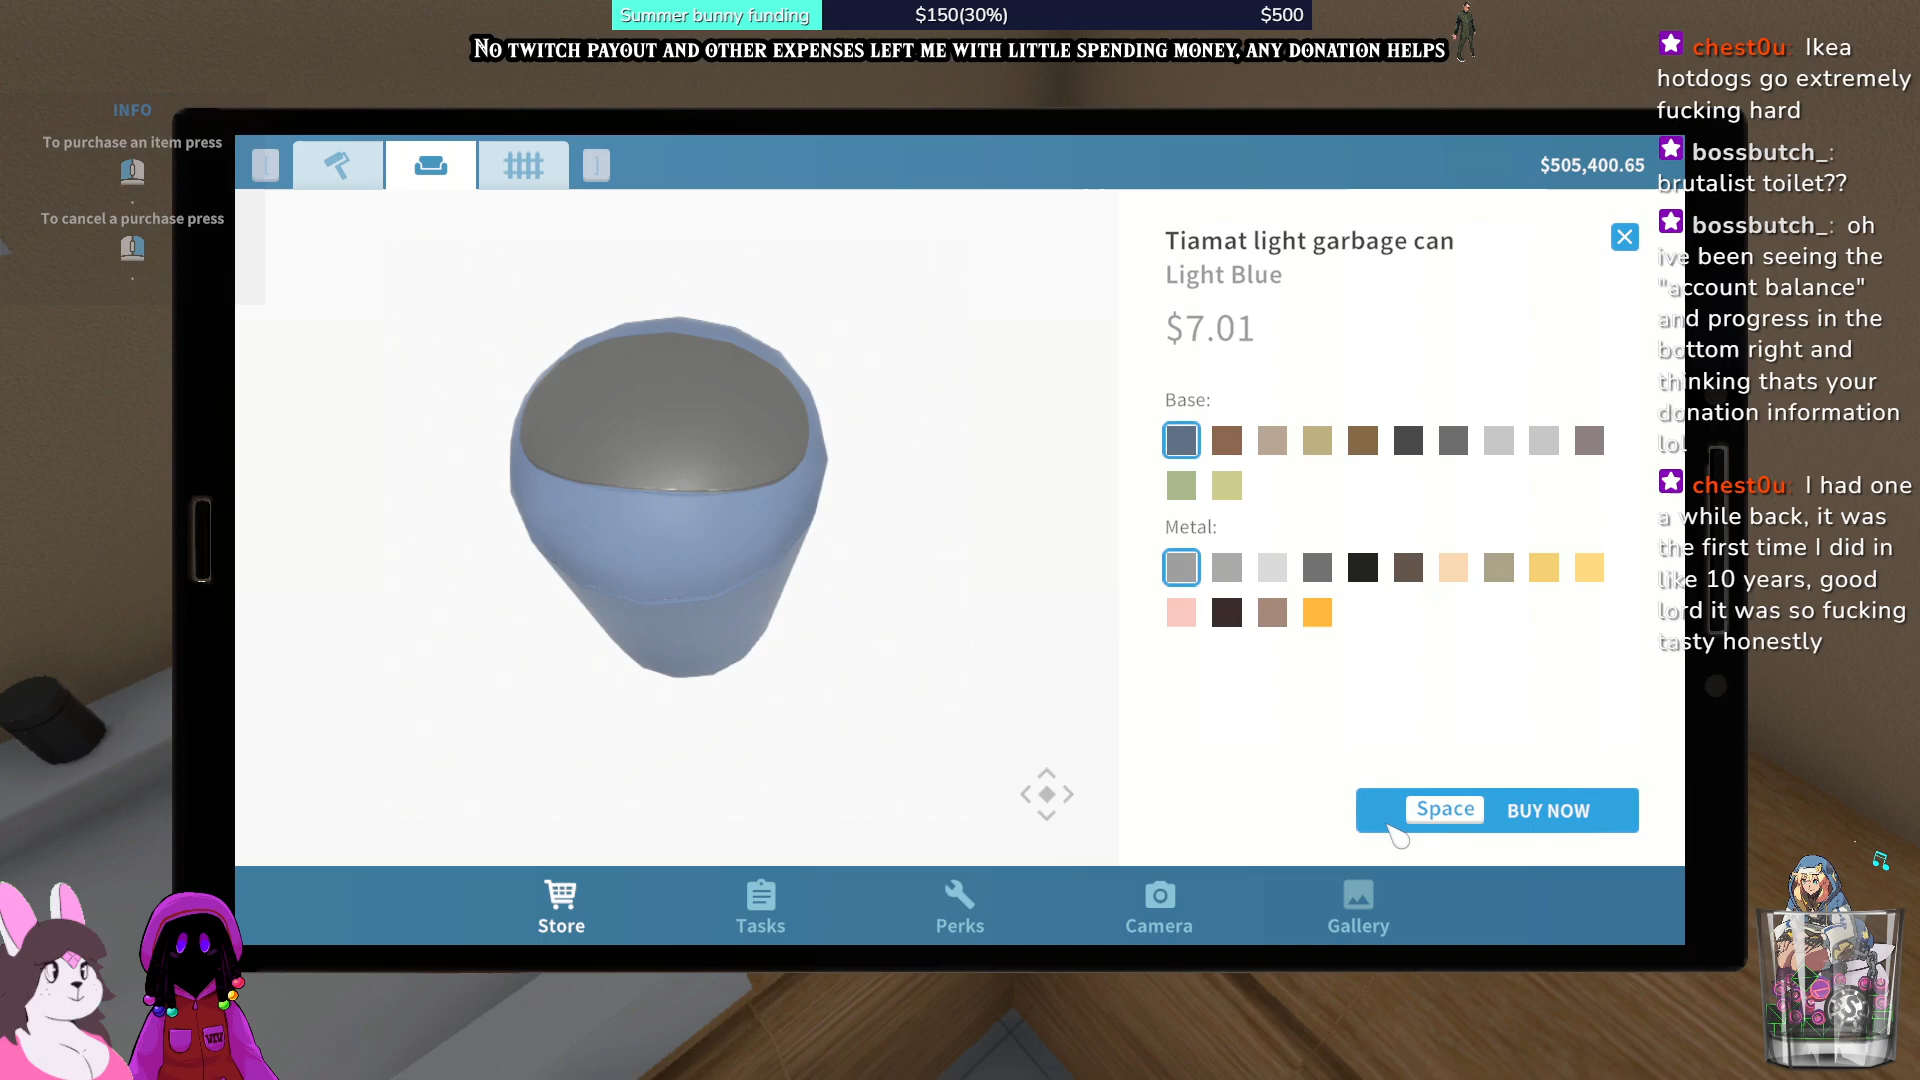 Summer bunny funding $150(30%) $500
No twitch payout and other expenses left me with little spending money, any donation helps
INFO
To purchase an item press
To cancel a purchase press
[ ]
$505,400.65
Tiamat light garbage can
Light Blue
$7.01
Base:
Metal:
Space BUY NOW
Store Tasks Perks Camera Gallery
chest0u: Ikea
hotdogs go extremely
fucking hard
bossbutch_:
brutalist toilet??
bossbutch_: oh
ive been seeing the
"account balance"
and progress in the
bottom right and
thinking thats your
donation information
lol
chest0u: I had one
a while back, it was
the first time I did in
like 10 years, good
lord it was so fucking
tasty honestly
VIV